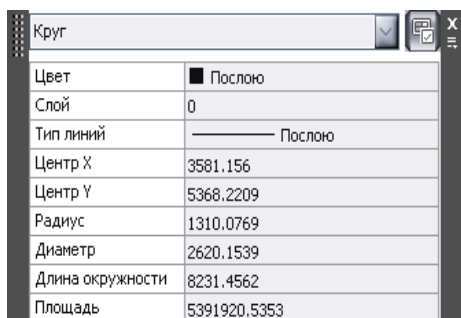 Круг
Цвет Послою
Слой 0
Тип линий Послою
Центр X 3581.156
Центр Y 5368.2209
Радиус 1310.0769
Диаметр 2620.1539
Длина окружности 8231.4562
Площадь 5391920.5353